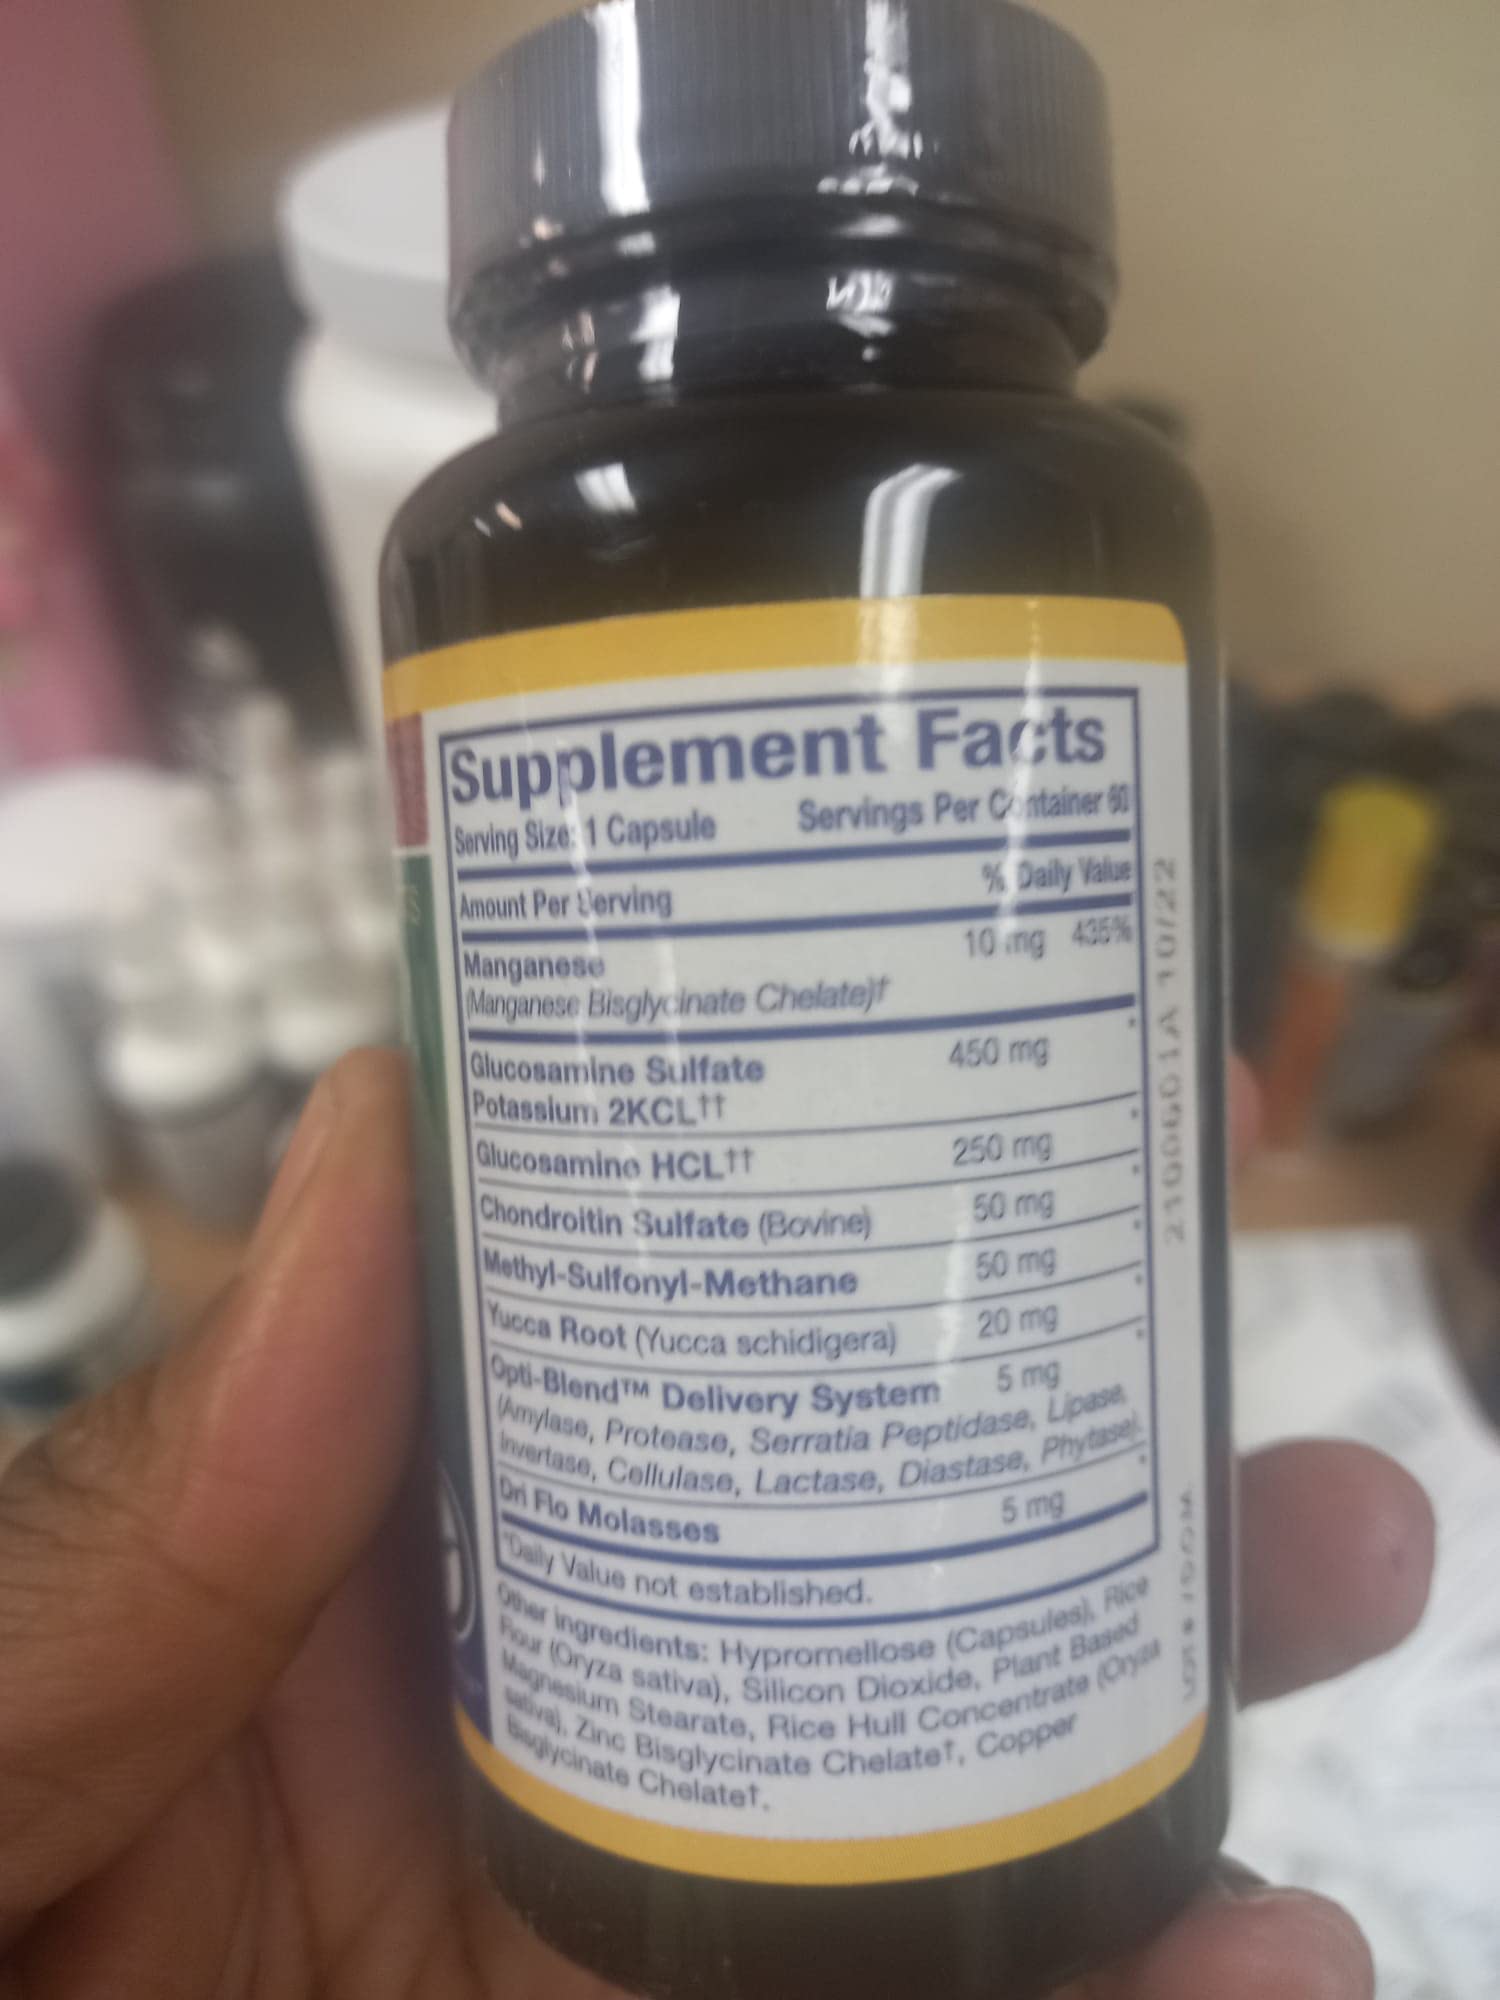 Supplement Facts
Serving Size: 1 Capsule Servings Per Container 60
Amount Per Serving % Daily Value
Manganese 10 mg 435%
(Manganese Bisglycinate Chelate)†
Glucosamine Sulfate 450 mg *
Potassium 2KCL††
Glucosamine HCL†† 250 mg *
Chondroitin Sulfate (Bovine) 50 mg *
Methyl-Sulfonyl-Methane 50 mg *
Yucca Root (Yucca schidigera) 20 mg *
Opti-Blend™ Delivery System 5 mg *
(Amylase, Protease, Serratia Peptidase, Lipase,
Invertase, Cellulase, Lactase, Diastase, Phytase).
Dri Flo Molasses 5 mg *
*Daily Value not established.
Other ingredients: Hypromellose (Capsules), Rice
Flour (Oryza sativa), Silicon Dioxide, Plant Based
Magnesium Stearate, Rice Hull Concentrate (Oryza
sativa), Zinc Bisglycinate Chelate†, Copper
Bisglycinate Chelate†.
10/22